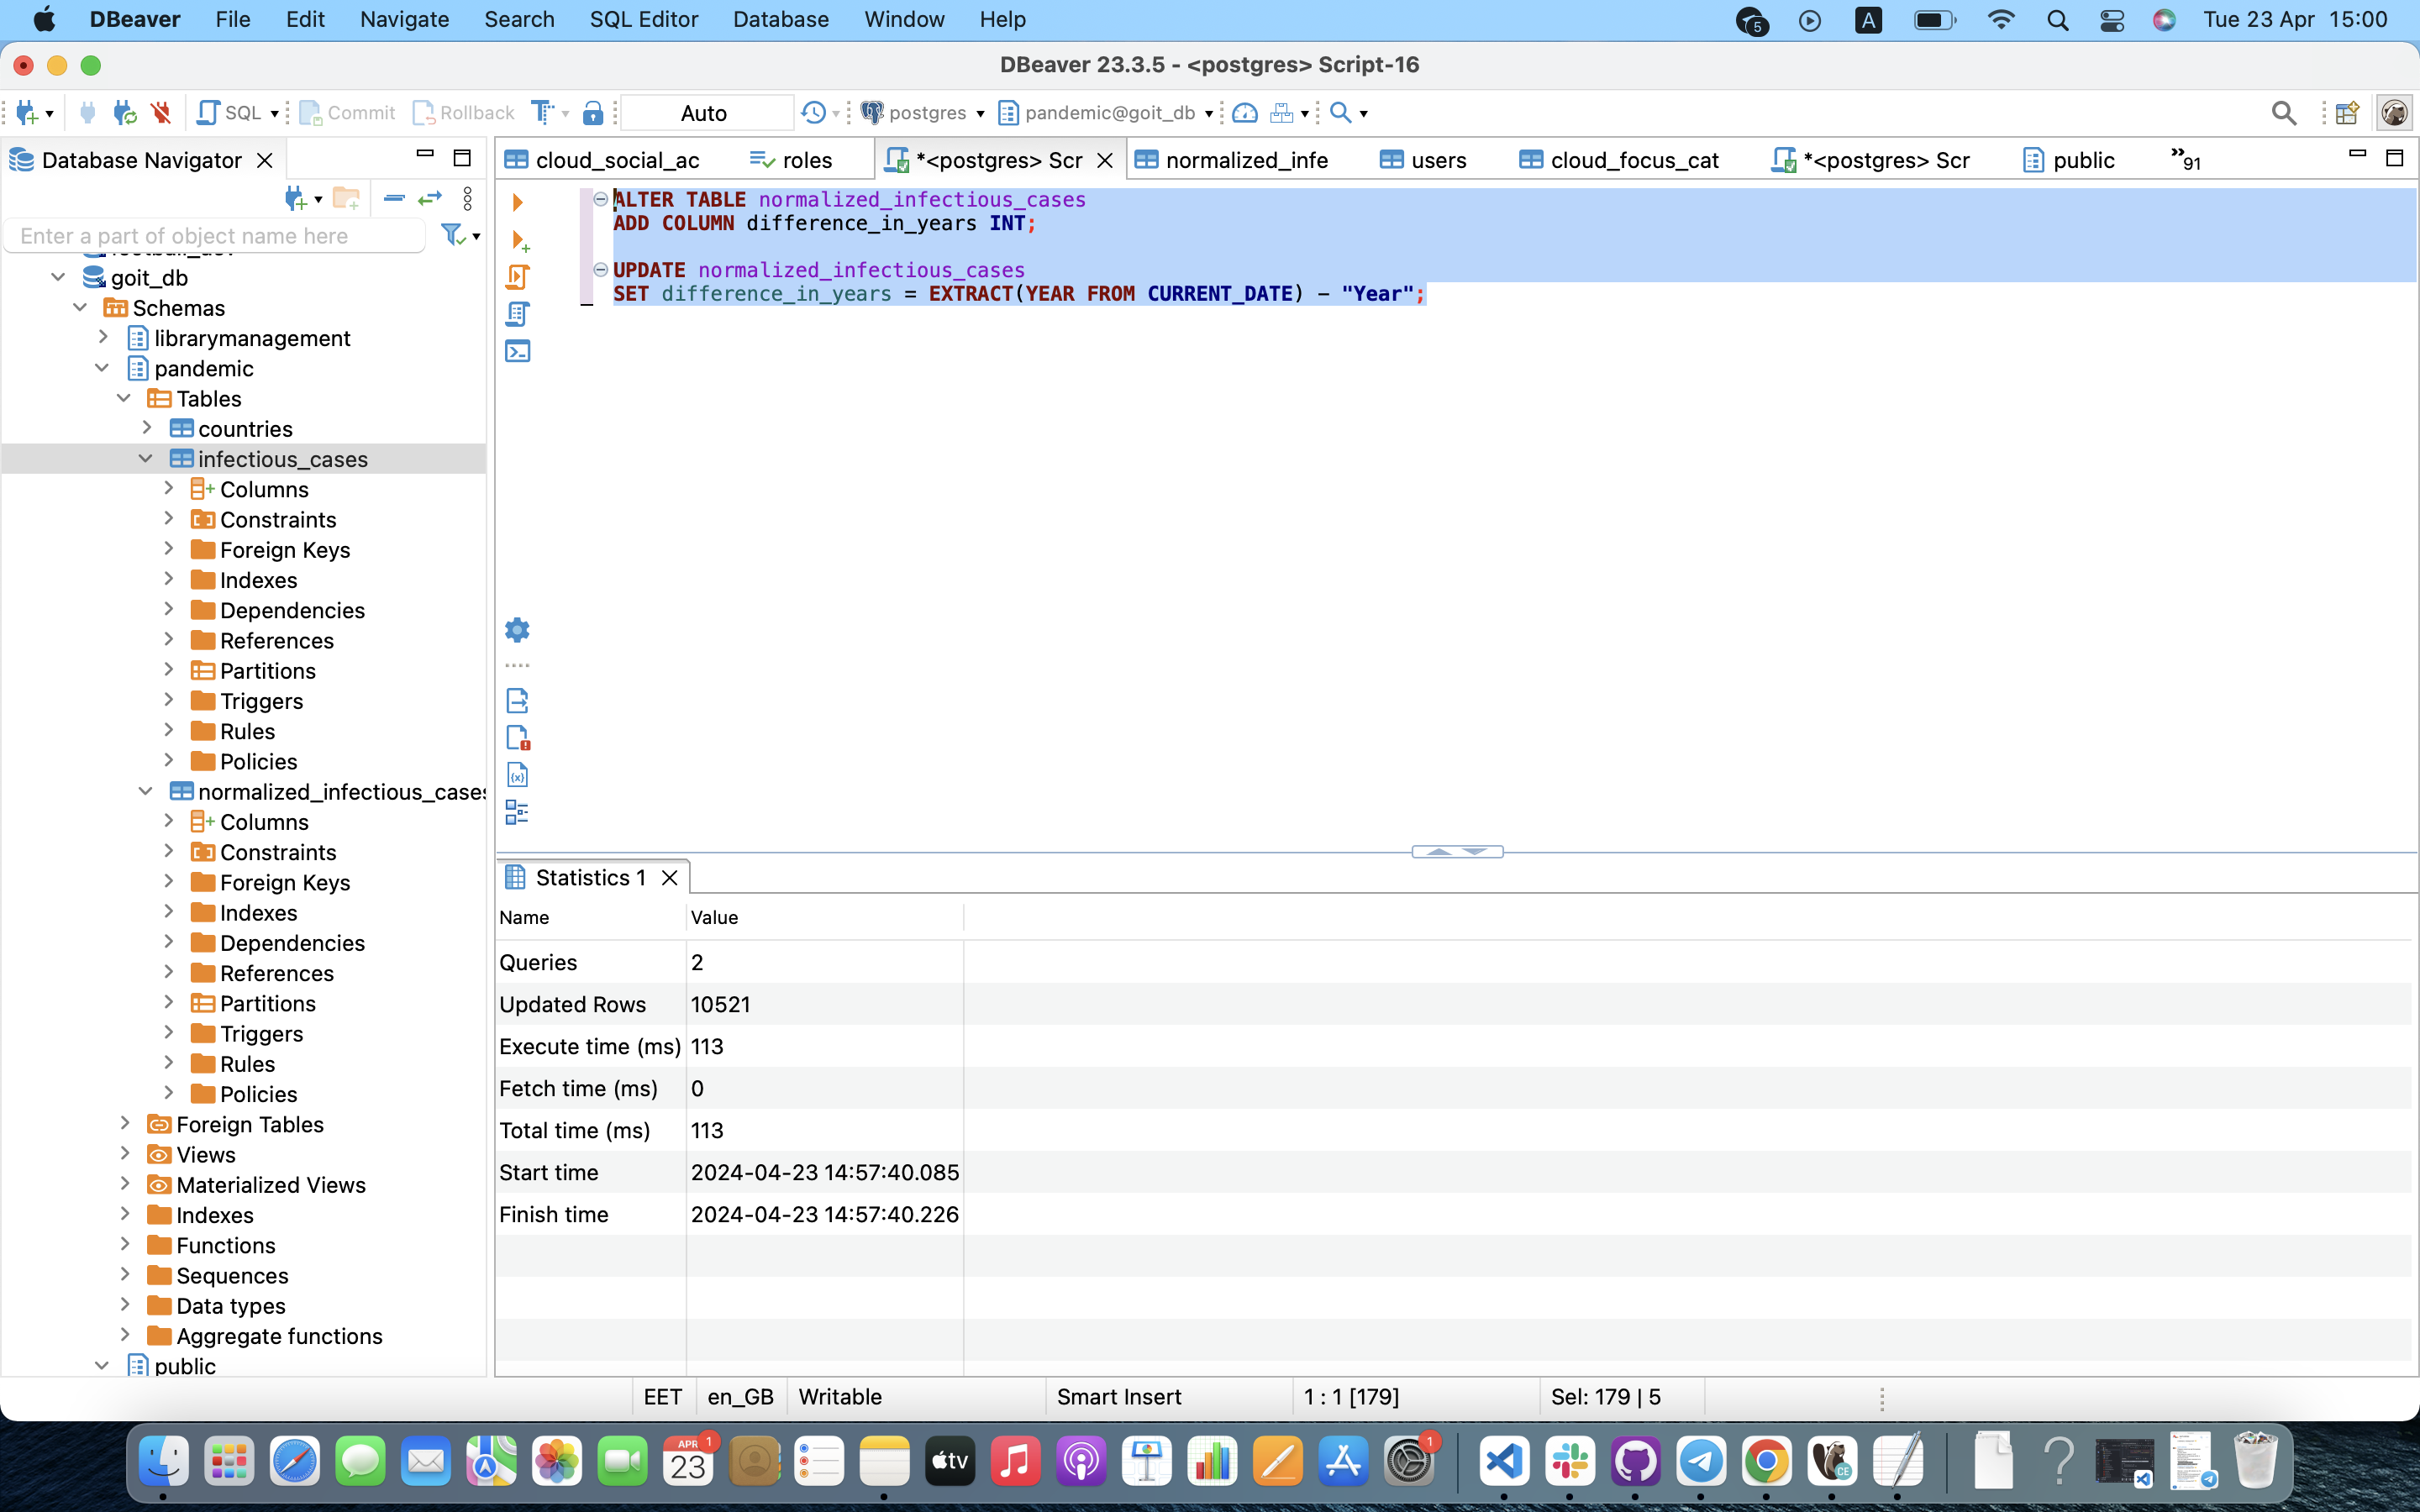 DBeaver File Edit Navigate Search SQL Editor Database Window Help 5 A Tue 23 Apr 15:00
DBeaver 23.3.5 - <postgres> Script-16
SQL Commit Rollback Auto postgres pandemic@goit_db
Database Navigator
Enter a part of object name here
goit_db
Schemas
librarymanagement
pandemic
Tables
countries
infectious_cases
Columns
Constraints
Foreign Keys
Indexes
Dependencies
References
Partitions
Triggers
Rules
Policies
normalized_infectious_cases
Columns
Constraints
Foreign Keys
Indexes
Dependencies
References
Partitions
Triggers
Rules
Policies
Foreign Tables
Views
Materialized Views
Indexes
Functions
Sequences
Data types
Aggregate functions
public
cloud_social_ac roles *<postgres> Scr normalized_infe users cloud_focus_cat *<postgres> Scr public »91
ALTER TABLE normalized_infectious_cases
ADD COLUMN difference_in_years INT;
UPDATE normalized_infectious_cases
SET difference_in_years = EXTRACT(YEAR FROM CURRENT_DATE) - "Year";
Statistics 1
Name Value
Queries 2
Updated Rows 10521
Execute time (ms) 113
Fetch time (ms) 0
Total time (ms) 113
Start time 2024-04-23 14:57:40.085
Finish time 2024-04-23 14:57:40.226
EET en_GB Writable Smart Insert 1 : 1 [179] Sel: 179 | 5
APR 1
23
tv
1
CE